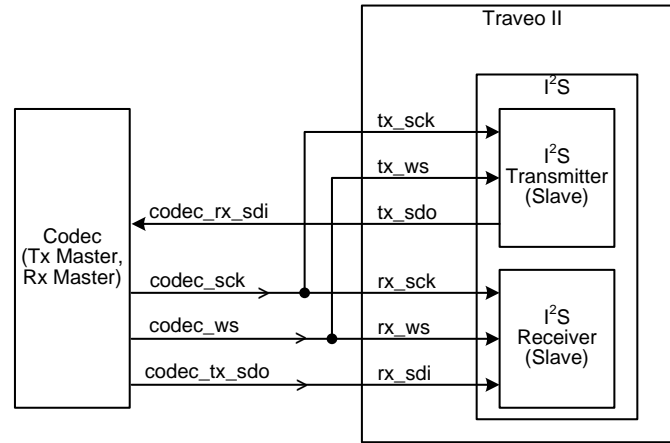 Traveo II
I²S
tx_sck
I²S
Transmitter
(Slave)
tx_ws
codec_rx_sdi
tx_sdo
Codec
(Tx Master,
Rx Master)
codec_sck
rx_sck
I²S
Receiver
(Slave)
codec_ws
rx_ws
codec_tx_sdo
rx_sdi